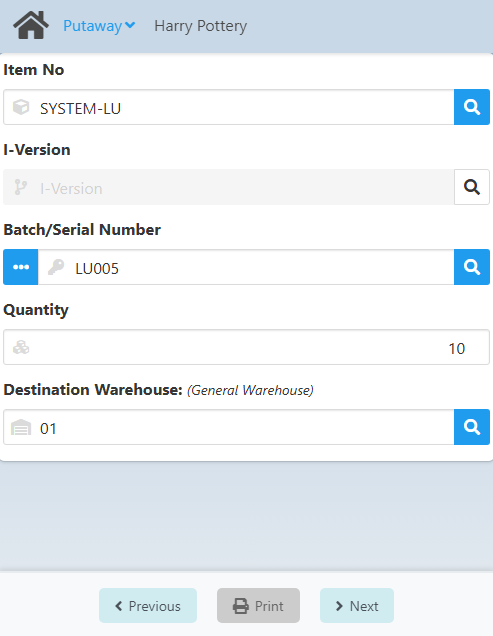 Putaway Harry Pottery
Item No
SYSTEM-LU
I-Version
I-Version
Batch/Serial Number
LU005
Quantity
10
Destination Warehouse: (General Warehouse)
01
Previous Print Next